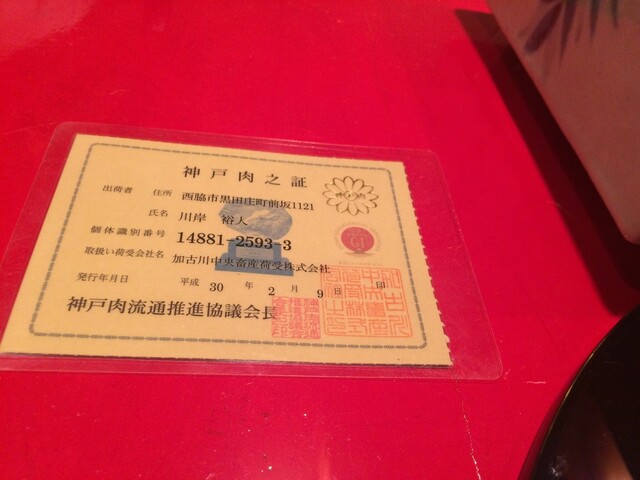 神戸肉之証
出荷者 住所 西脇市黒田庄町前坂1121
氏名 川岸 裕人
個体識別番号 14881-2593-3
取扱い荷受会社名 加古川中央畜産荷受株式会社
発行年月日 平成 30 年 2 月 9 日 印
神戸肉流通推進協議会長
GI